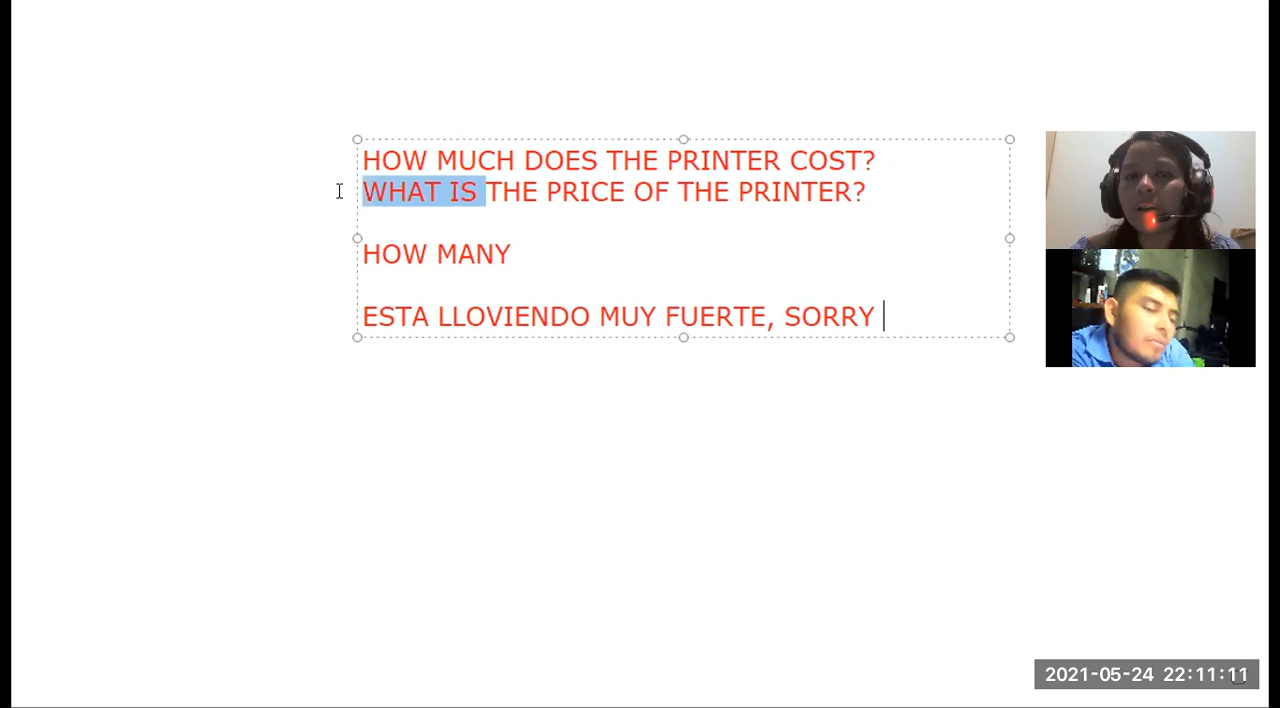 HOW MUCH DOES THE PRINTER COST?
WHAT IS THE PRICE OF THE PRINTER?
HOW MANY
ESTA LLOVIENDO MUY FUERTE, SORRY
2021-05-24 22:11:11